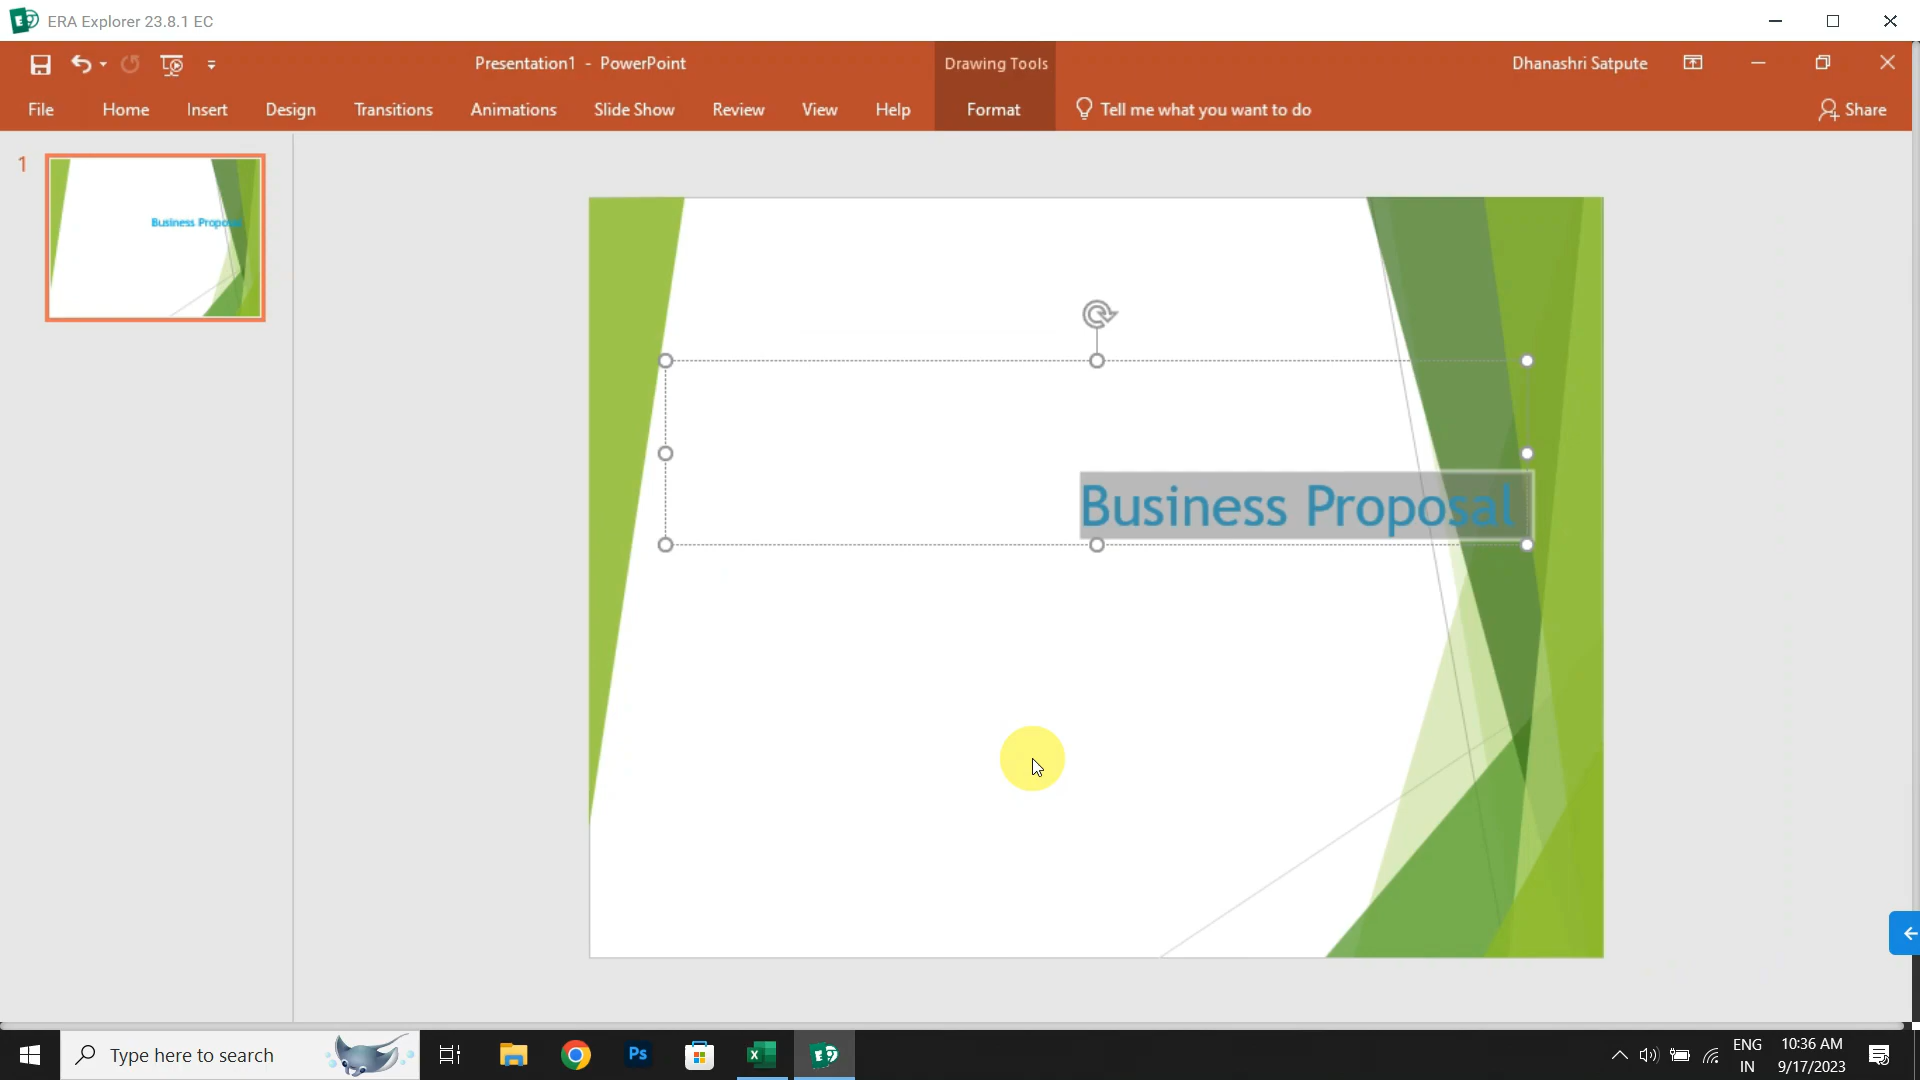 ERA Explorer 23.8.1 EC
Presentation1 - PowerPoint
Drawing Tools
Dhanashri Satpute
File Home Insert Design Transitions Animations Slide Show Review View Help Format Tell me what you want to do Share
1
Business Proposal
Business Proposal
Type here to search
Ps
ENG
IN
10:36 AM
9/17/2023